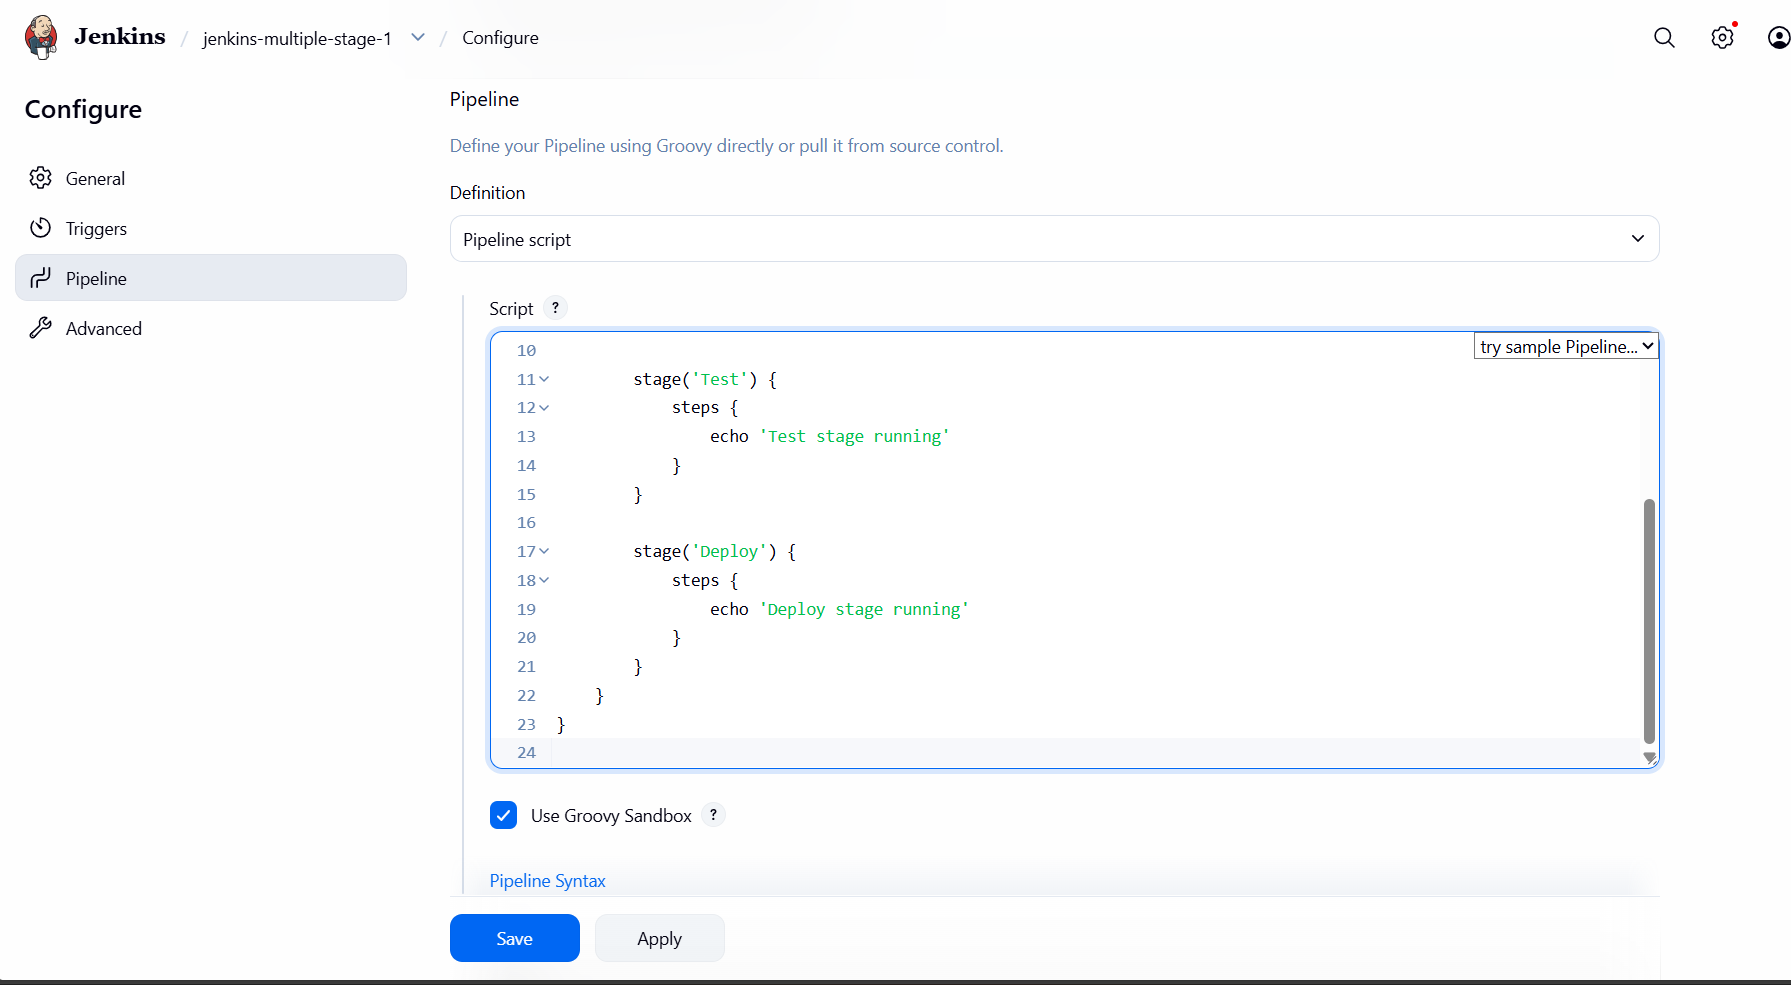 Jenkins / jenkins-multiple-stage-1 / Configure
Configure
General
Triggers
Pipeline
Advanced
Pipeline
Define your Pipeline using Groovy directly or pull it from source control.
Definition
Pipeline script
Script ?
try sample Pipeline...
10
11 stage('Test') {
12 steps {
13 echo 'Test stage running'
14 }
15 }
16
17 stage('Deploy') {
18 steps {
19 echo 'Deploy stage running'
20 }
21 }
22 }
23 }
24
Use Groovy Sandbox ?
Pipeline Syntax
Save Apply